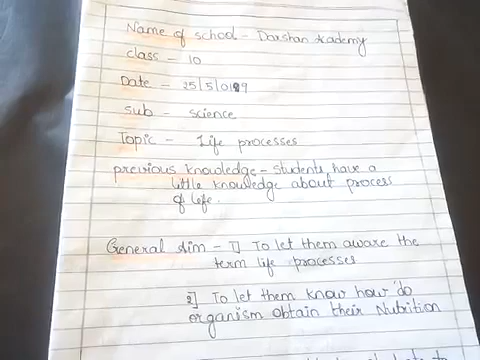 Name of school - Darshan Academy
class - 10
Date - 25/5/019
Sub - science
Topic - Life processes
previous knowledge - students have a
little knowledge about process
of life.
General Aim - 1] To let them aware the
term life processes
2] To let them know how do
organism obtain their Nutrition